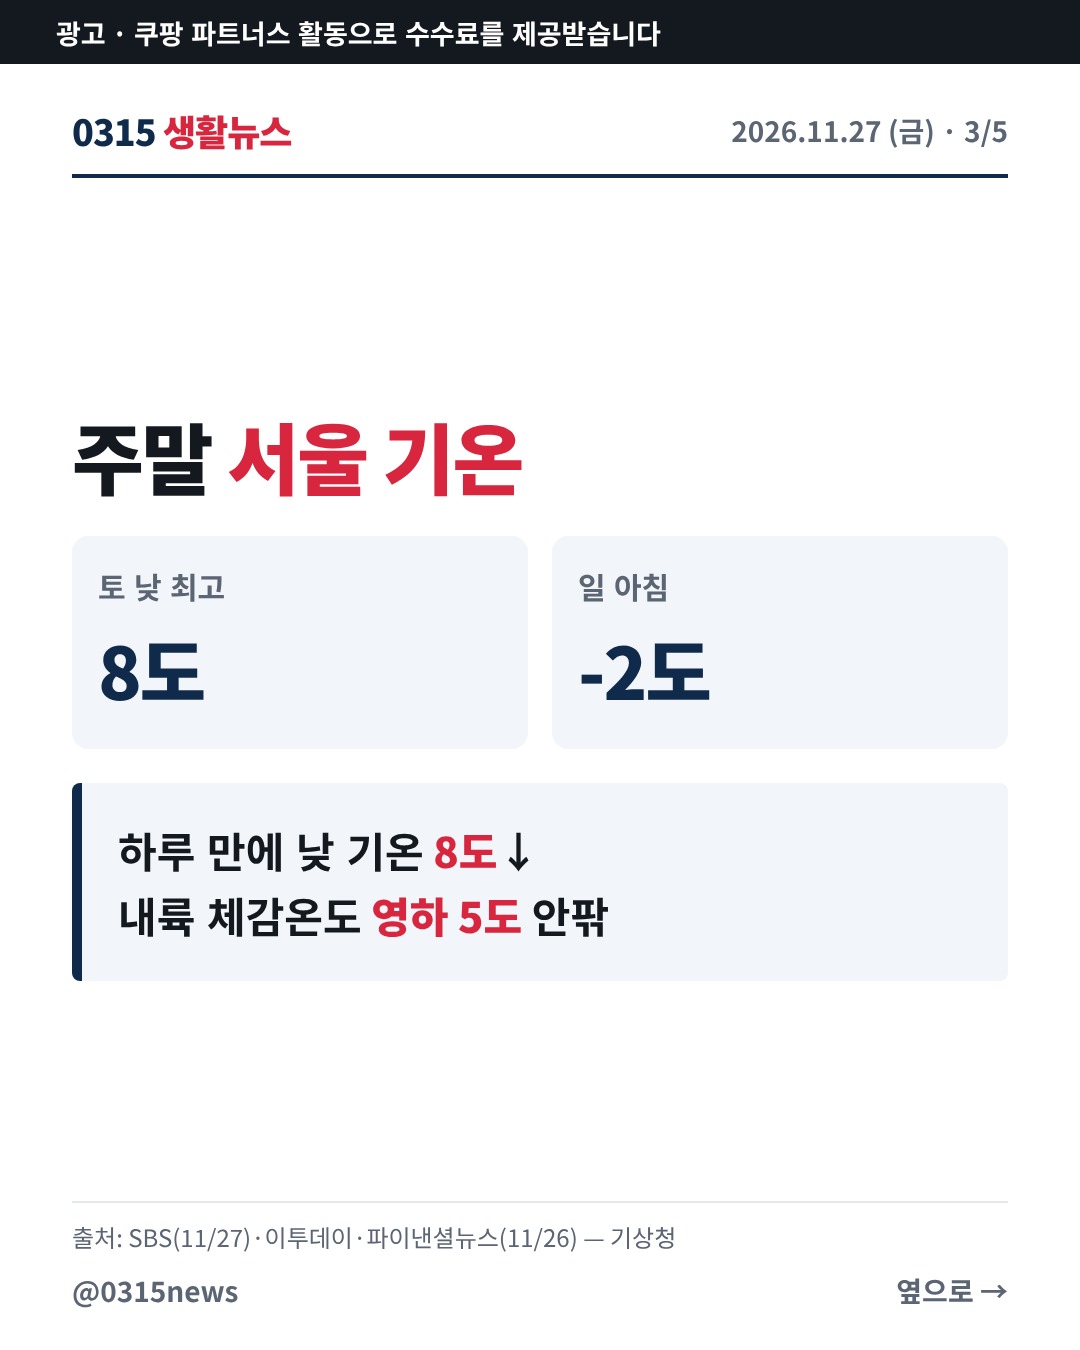 광고 · 쿠팡 파트너스 활동으로 수수료를 제공받습니다
0315 생활뉴스
2026.11.27 (금) · 3/5
주말 서울 기온
토 낮 최고
8도
일 아침
-2도
하루 만에 낮 기온 8도↓
내륙 체감온도 영하 5도 안팎
출처: SBS(11/27)·이투데이·파이낸셜뉴스(11/26) — 기상청
@0315news
옆으로 →